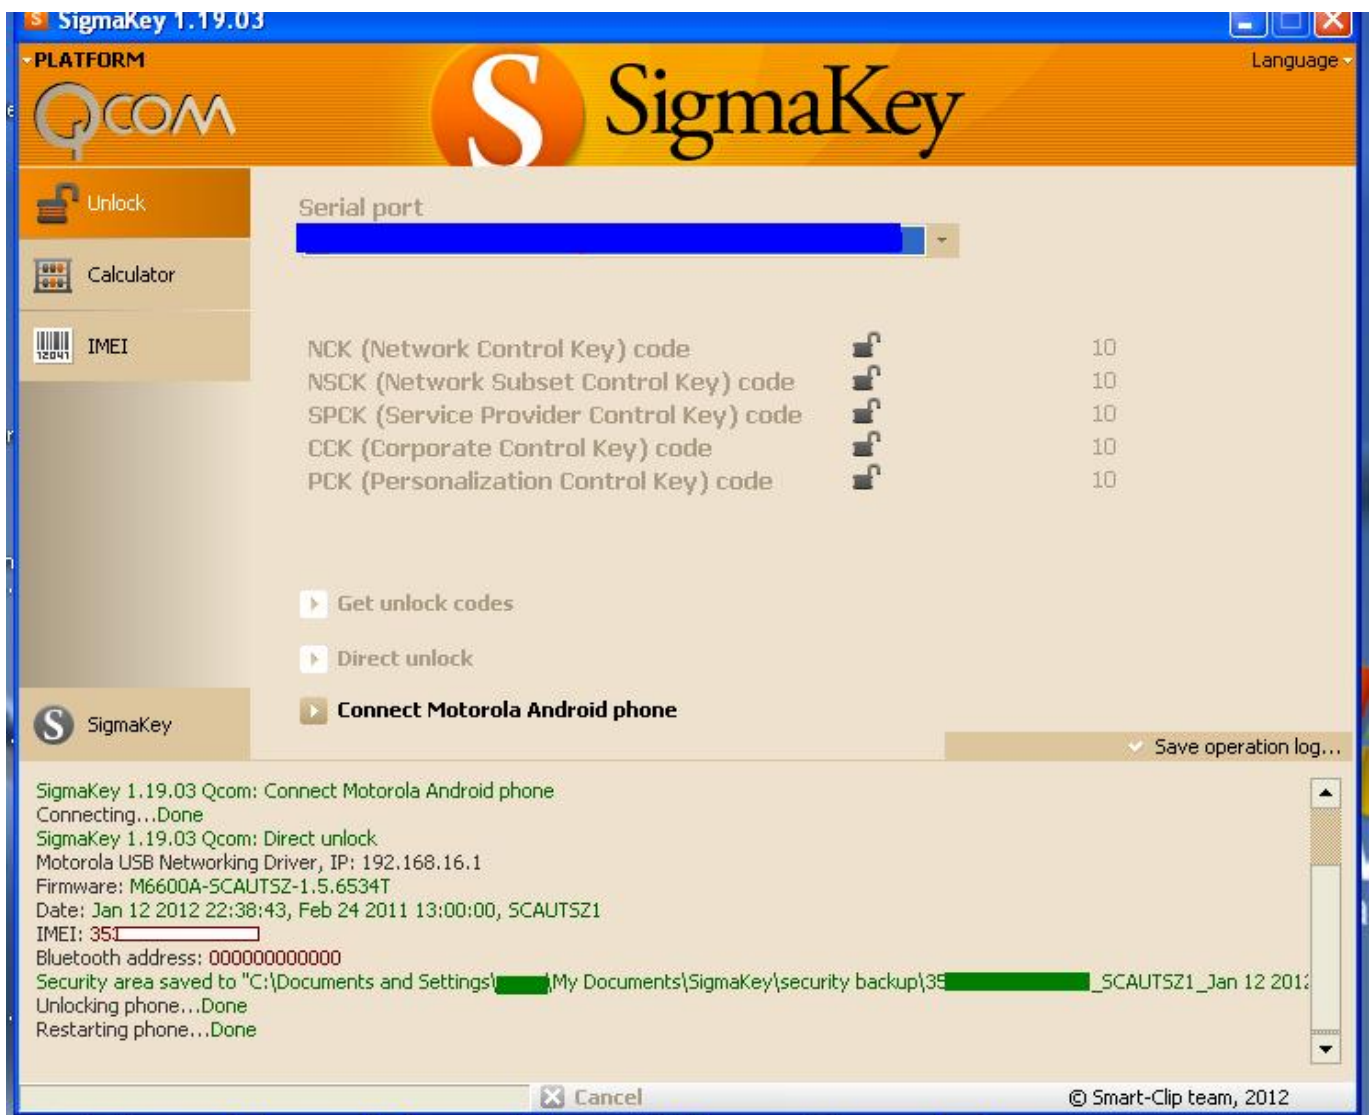 SigmaKey 1.19.03
PLATFORM
Language
QCOM
S SigmaKey
Unlock
Serial port
Calculator
12041
IMEI
NCK (Network Control Key) code 10
NSCK (Network Subset Control Key) code 10
SPCK (Service Provider Control Key) code 10
CCK (Corporate Control Key) code 10
PCK (Personalization Control Key) code 10
Get unlock codes
Direct unlock
Connect Motorola Android phone
S SigmaKey
Save operation log...
SigmaKey 1.19.03 Qcom: Connect Motorola Android phone
Connecting...Done
SigmaKey 1.19.03 Qcom: Direct unlock
Motorola USB Networking Driver, IP: 192.168.16.1
Firmware: M6600A-SCAUTSZ-1.5.6534T
Date: Jan 12 2012 22:38:43, Feb 24 2011 13:00:00, SCAUTSZ1
IMEI: 351
Bluetooth address: 000000000000
Security area saved to "C:\Documents and Settings\ \My Documents\SigmaKey\security backup\35 _SCAUTSZ1_Jan 12 2012
Unlocking phone...Done
Restarting phone...Done
Cancel
© Smart-Clip team, 2012